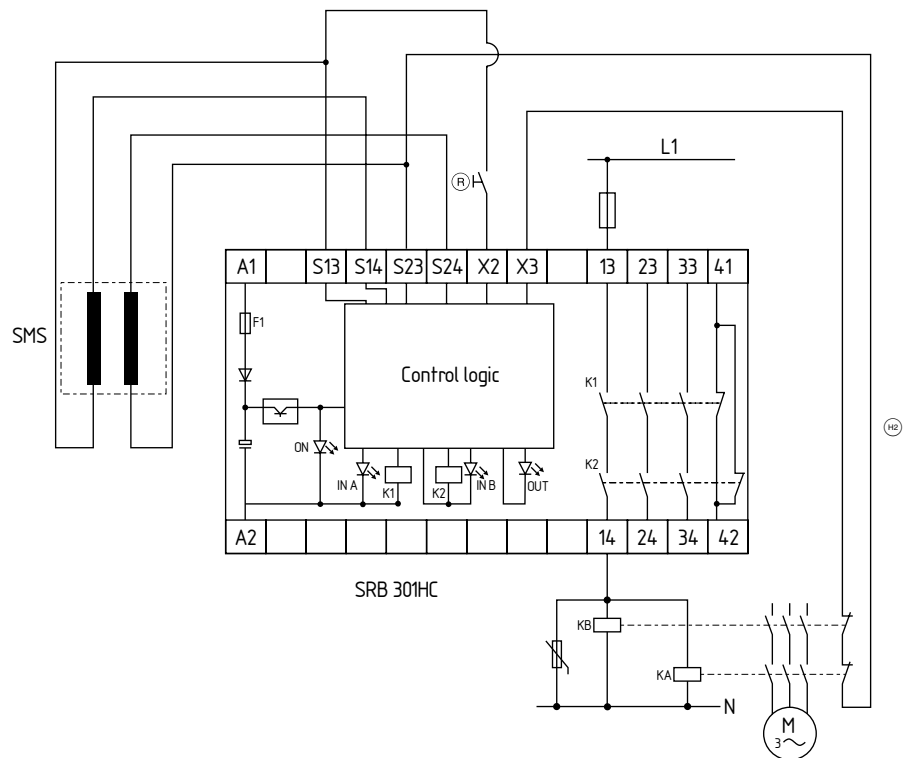 L1
R
A1 S13 S14 S23 S24 X2 X3 13 23 33 41
F1
SMS
Control logic
K1
H2
ON
K2
IN A K1 K2 IN B OUT
A2 14 24 34 42
SRB 301HC
KB
KA
N
M
3~